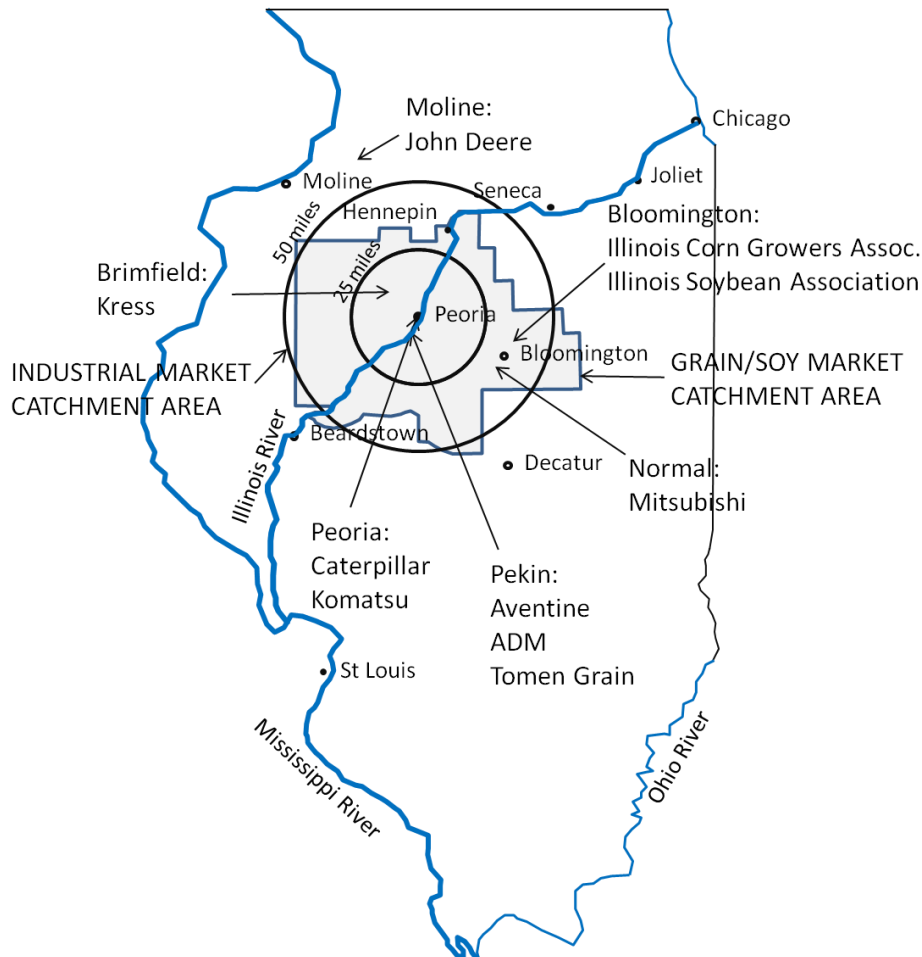 Chicago
Moline:
John Deere
Joliet
Moline
Seneca
Hennepin
Bloomington:
Illinois Corn Growers Assoc.
Illinois Soybean Association
50 miles
25 miles
Brimfield:
Kress
Peoria
Bloomington
INDUSTRIAL MARKET
CATCHMENT AREA
GRAIN/SOY MARKET
CATCHMENT AREA
Beardstown
Illinois River
Decatur
Normal:
Mitsubishi
Peoria:
Caterpillar
Komatsu
Pekin:
Aventine
ADM
Tomen Grain
St Louis
Mississippi River
Ohio River